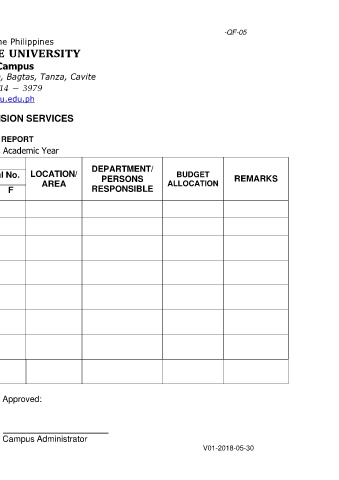 -QF-05
ne Philippines
E UNIVERSITY
Campus
, Bagtas, Tanza, Cavite
14 – 3979
u.edu.ph
SION SERVICES
REPORT
Academic Year
l No.
F
LOCATION/
AREA
DEPARTMENT/
PERSONS
RESPONSIBLE
BUDGET
ALLOCATION
REMARKS
Approved:
Campus Administrator
V01-2018-05-30